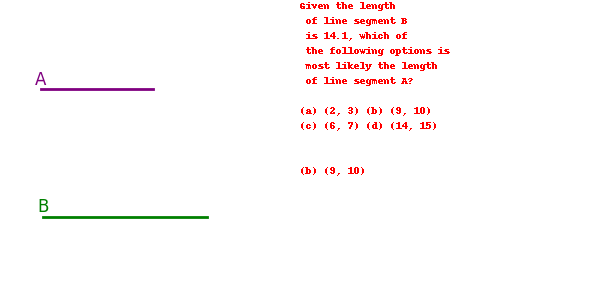 Given the length
of line segment B
is 14.1, which of
the following options is
most likely the length
of line segment A?
(a) (2, 3) (b) (9, 10)
(c) (6, 7) (d) (14, 15)
(b) (9, 10)
A
B